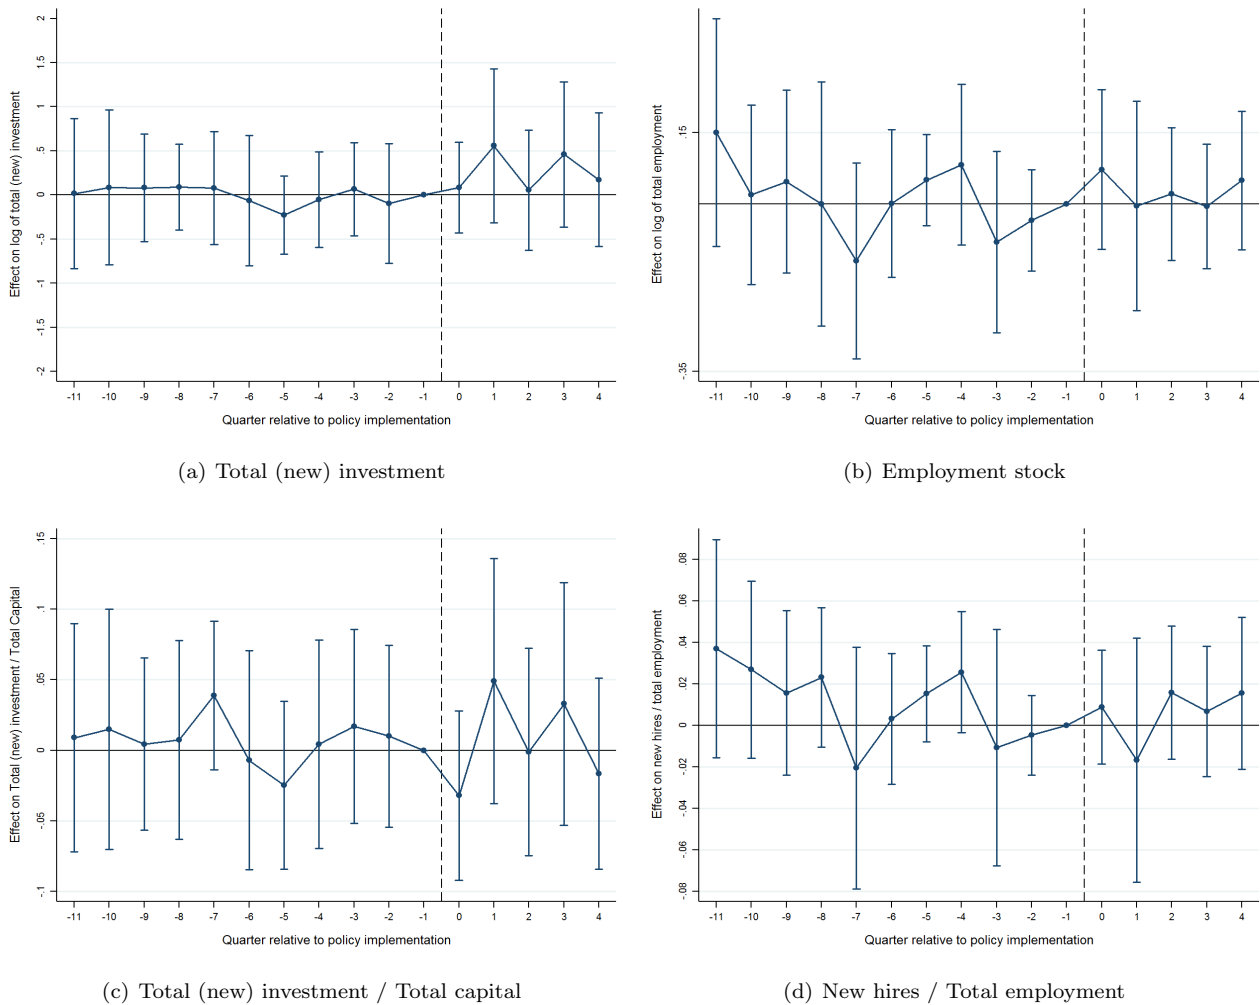 Effect on log of total (new) investment
2
1.5
1
.5
0
-.5
-1
-1.5
-2
-11 -10 -9 -8 -7 -6 -5 -4 -3 -2 -1 0 1 2 3 4
Quarter relative to policy implementation
(a) Total (new) investment
Effect on log of total employment
.15
-.35
-11 -10 -9 -8 -7 -6 -5 -4 -3 -2 -1 0 1 2 3 4
Quarter relative to policy implementation
(b) Employment stock
Effect on Total (new) investment / Total Capital
.15
.1
.05
0
-.05
-.1
-11 -10 -9 -8 -7 -6 -5 -4 -3 -2 -1 0 1 2 3 4
Quarter relative to policy implementation
(c) Total (new) investment / Total capital
Effect on new hires / total employment
.08
.06
.04
.02
0
-.02
-.04
-.06
-.08
-11 -10 -9 -8 -7 -6 -5 -4 -3 -2 -1 0 1 2 3 4
Quarter relative to policy implementation
(d) New hires / Total employment